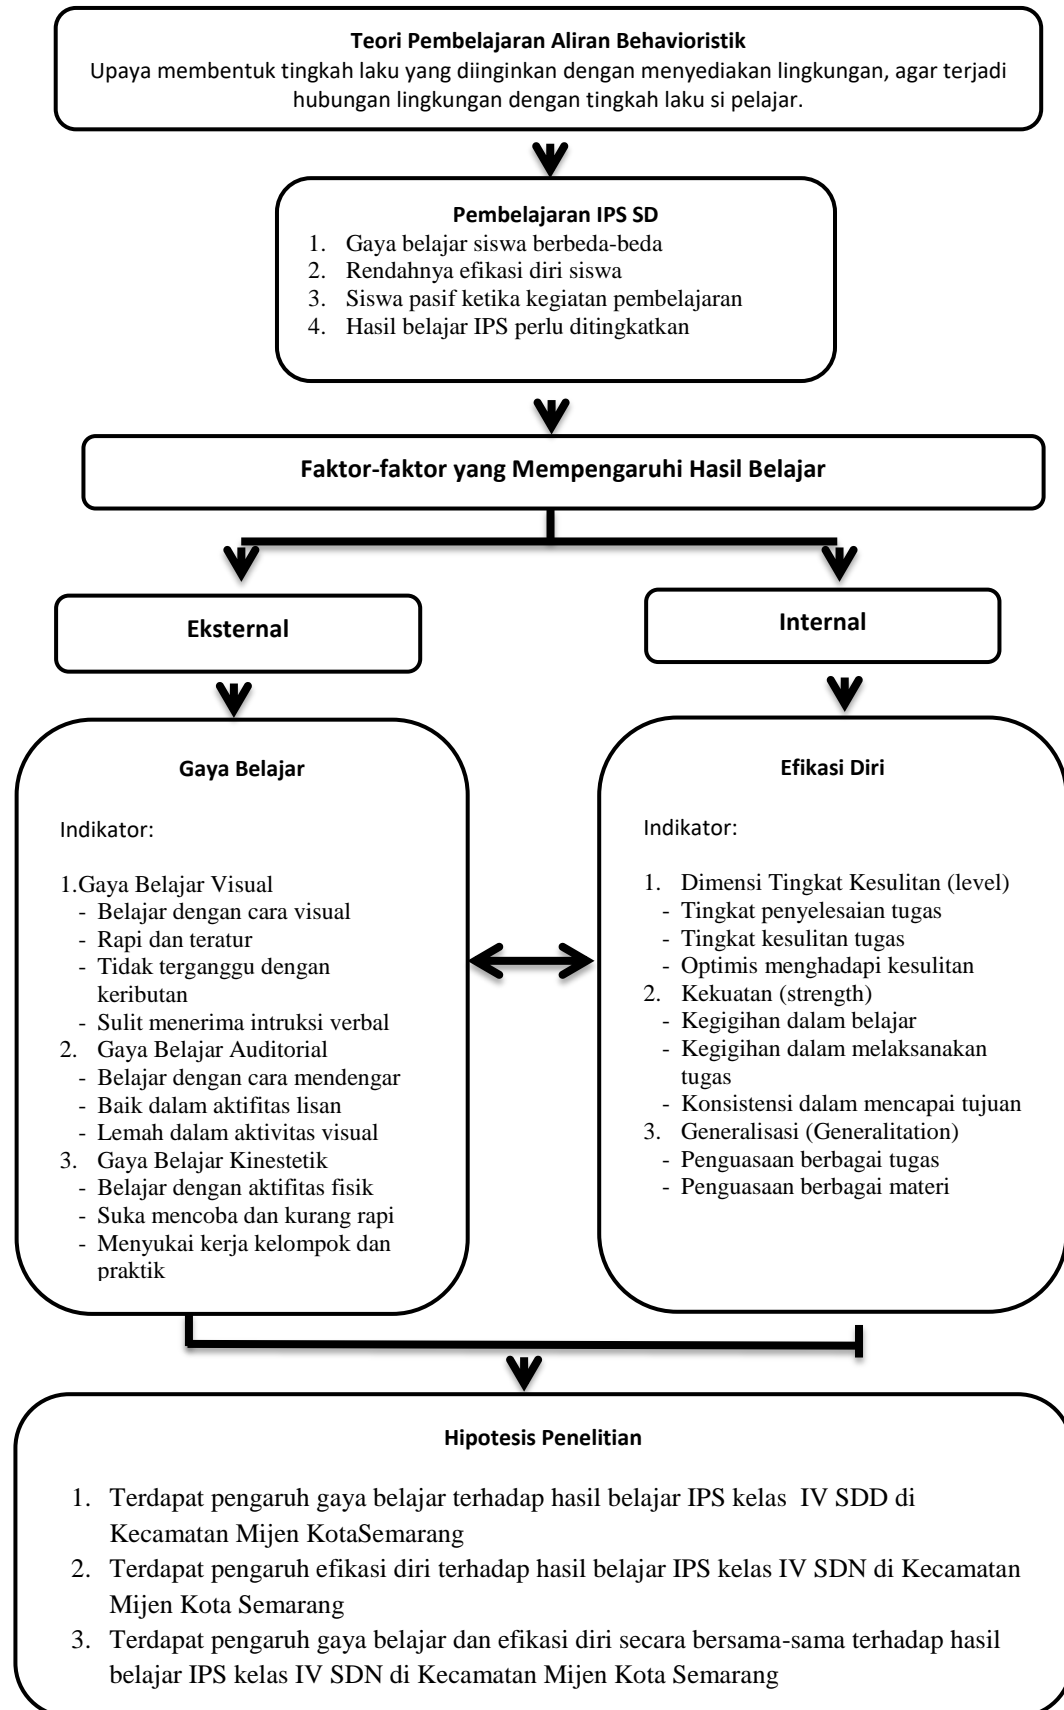 Teori Pembelajaran Aliran Behavioristik
Upaya membentuk tingkah laku yang diinginkan dengan menyediakan lingkungan, agar terjadi
hubungan lingkungan dengan tingkah laku si pelajar.
Pembelajaran IPS SD
1. Gaya belajar siswa berbeda-beda
2. Rendahnya efikasi diri siswa
3. Siswa pasif ketika kegiatan pembelajaran
4. Hasil belajar IPS perlu ditingkatkan
Faktor-faktor yang Mempengaruhi Hasil Belajar
Eksternal
Internal
Gaya Belajar
Indikator:
1.Gaya Belajar Visual
- Belajar dengan cara visual
- Rapi dan teratur
- Tidak terganggu dengan
keributan
- Sulit menerima intruksi verbal
2. Gaya Belajar Auditorial
- Belajar dengan cara mendengar
- Baik dalam aktifitas lisan
- Lemah dalam aktivitas visual
3. Gaya Belajar Kinestetik
- Belajar dengan aktifitas fisik
- Suka mencoba dan kurang rapi
- Menyukai kerja kelompok dan
praktik
Efikasi Diri
Indikator:
1. Dimensi Tingkat Kesulitan (level)
- Tingkat penyelesaian tugas
- Tingkat kesulitan tugas
- Optimis menghadapi kesulitan
2. Kekuatan (strength)
- Kegigihan dalam belajar
- Kegigihan dalam melaksanakan
tugas
- Konsistensi dalam mencapai tujuan
3. Generalisasi (Generalitation)
- Penguasaan berbagai tugas
- Penguasaan berbagai materi
Hipotesis Penelitian
1. Terdapat pengaruh gaya belajar terhadap hasil belajar IPS kelas IV SDD di
Kecamatan Mijen KotaSemarang
2. Terdapat pengaruh efikasi diri terhadap hasil belajar IPS kelas IV SDN di Kecamatan
Mijen Kota Semarang
3. Terdapat pengaruh gaya belajar dan efikasi diri secara bersama-sama terhadap hasil
belajar IPS kelas IV SDN di Kecamatan Mijen Kota Semarang